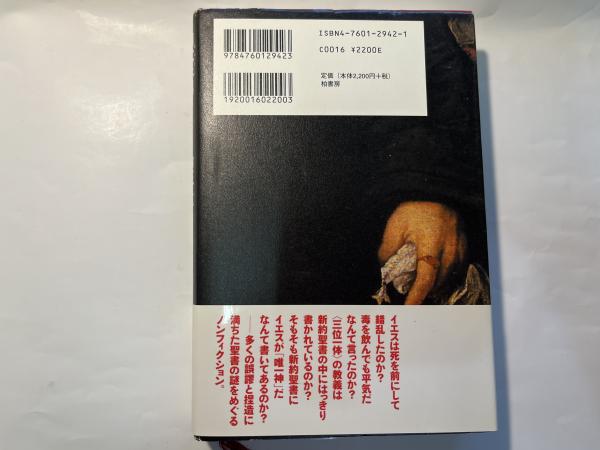 ISBN4-7601-2942-1
C0016 ¥2200E
9784760129423
定価(本体2,200円+税)
柏書房
1920016022003
イエスは死を前にして
錯乱したのか?
毒を飲んでも平気だ
なんて言ったのか?
〈三位一体〉の教義は
新約聖書の中にはっきり
書かれているのか?
そもそも新約聖書に
イエスが「唯一神」だ
なんて書いてあるのか?
──多くの誤謬と捏造に
満ちた聖書の謎をめぐる
ノンフィクション。